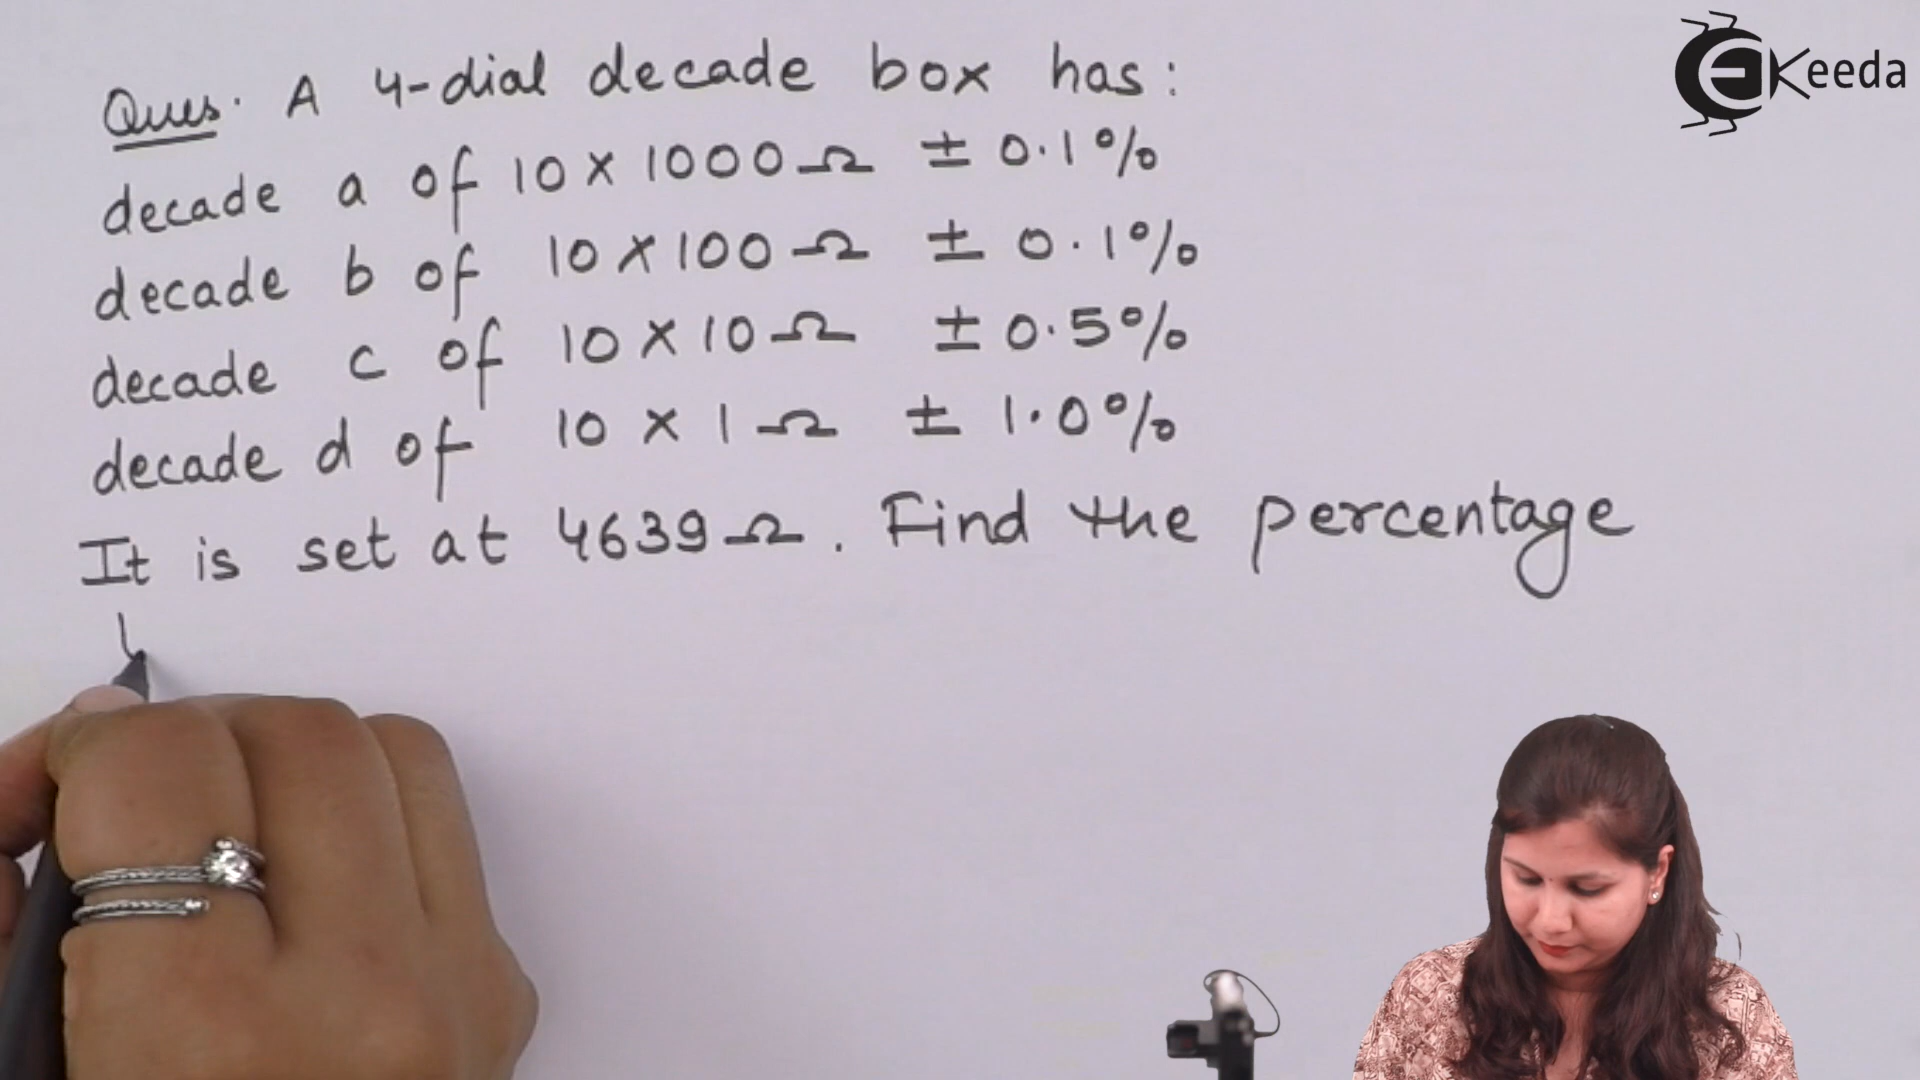 Ques. A 4-dial decade box has:
decade a of 10 × 1000 Ω ± 0.1%
decade b of 10 × 100 Ω ± 0.1%
decade c of 10 × 10 Ω ± 0.5%
decade d of 10 × 1 Ω ± 1.0%
It is set at 4639 Ω. Find the percentage
EKeeda